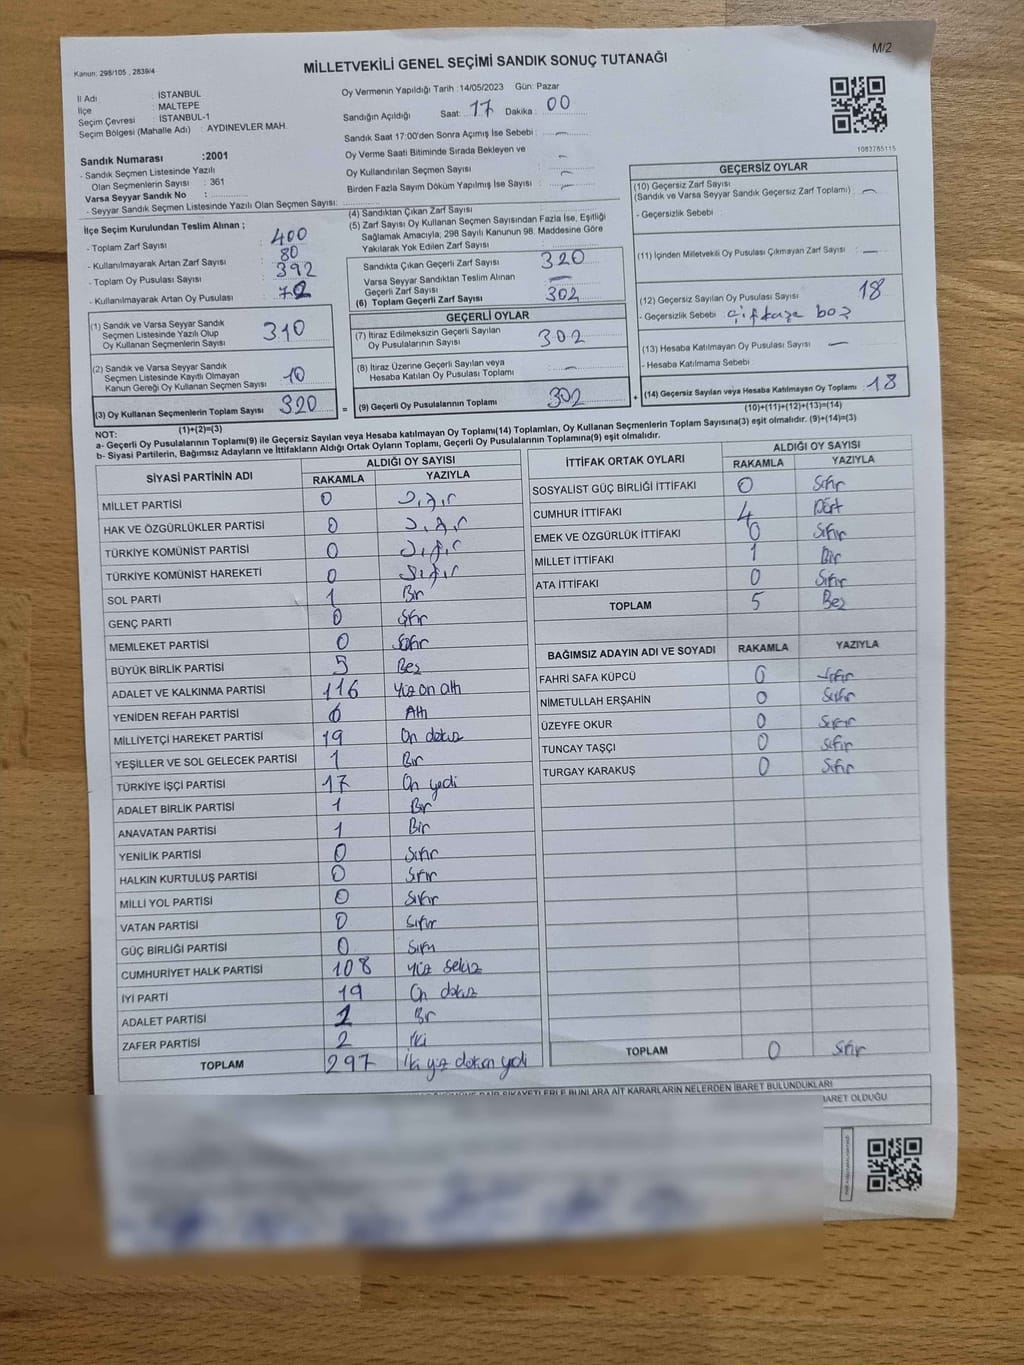 M/2
Kanun: 298/105 , 2839/4
MİLLETVEKİLİ GENEL SEÇİMİ SANDIK SONUÇ TUTANAĞI
İl Adı : İSTANBUL
İlçe : MALTEPE
Seçim Çevresi : İSTANBUL-1
Seçim Bölgesi (Mahalle Adı) : AYDINEVLER MAH.
Sandık Numarası :2001
- Sandık Seçmen Listesinde Yazılı
Olan Seçmenlerin Sayısı : 361
Varsa Seyyar Sandık No :
- Seyyar Sandık Seçmen Listesinde Yazılı Olan Seçmen Sayısı:
Oy Vermenin Yapıldığı Tarih :14/05/2023 Gün: Pazar
Sandığın Açıldığı Saat: 17 Dakika : 00
Sandık Saat 17:00'den Sonra Açımış İse Sebebi : —
Oy Verme Saati Bitiminde Sırada Bekleyen ve
Oy Kullandırılan Seçmen Sayısı : —
Birden Fazla Sayım Döküm Yapılmış İse Sayısı : —
1083785115
İlçe Seçim Kurulundan Teslim Alınan ;
- Toplam Zarf Sayısı : 400
- Kullanılmayarak Artan Zarf Sayısı : 80
- Toplam Oy Pusulası Sayısı : 392
- Kullanılmayarak Artan Oy Pusulası : 72
(1) Sandık ve Varsa Seyyar Sandık
Seçmen Listesinde Yazılı Olup
Oy Kullanan Seçmenlerin Sayısı 310
(2) Sandık ve Varsa Seyyar Sandık
Seçmen Listesinde Kayıtlı Olmayan
Kanun Gereği Oy Kullanan Seçmen Sayısı 10
(3) Oy Kullanan Seçmenlerin Toplam Sayısı 320
(1)+(2)=(3)
(4) Sandıktan Çıkan Zarf Sayısı :
(5) Zarf Sayısı Oy Kullanan Seçmen Sayısından Fazla İse, Eşitliği
Sağlamak Amacıyla; 298 Sayılı Kanunun 98. Maddesine Göre
Yakılarak Yok Edilen Zarf Sayısı :
Sandıkta Çıkan Geçerli Zarf Sayısı 320
Varsa Seyyar Sandıktan Teslim Alınan
Geçerli Zarf Sayısı —
(6) Toplam Geçerli Zarf Sayısı 302
GEÇERLİ OYLAR
(7) İtiraz Edilmeksizin Geçerli Sayılan
Oy Pusulalarının Sayısı 302
(8) İtiraz Üzerine Geçerli Sayılan veya
Hesaba Katılan Oy Pusulası Toplamı —
= (9) Geçerli Oy Pusulalarının Toplamı 302
GEÇERSİZ OYLAR
(10) Geçersiz Zarf Sayısı
(Sandık ve Varsa Seyyar Sandık Geçersiz Zarf Toplamı) —
- Geçersizlik Sebebi :
(11) İçinden Milletvekili Oy Pusulası Çıkmayan Zarf Sayısı : —
(12) Geçersiz Sayılan Oy Pusulası Sayısı : 18
- Geçersizlik Sebebi
(13) Hesaba Katılmayan Oy Pusulası Sayısı : —
- Hesaba Katılmama Sebebi :
+ (14) Geçersiz Sayılan veya Hesaba Katılmayan Oy Toplamı 18
(10)+(11)+(12)+(13)=(14)
NOT:
a- Geçerli Oy Pusulalarının Toplamı(9) ile Geçersiz Sayılan veya Hesaba katılmayan Oy Toplamı(14) Toplamları, Oy Kullanan Seçmenlerin Toplam Sayısına(3) eşit olmalıdır. (9)+(14)=(3)
b- Siyasi Partilerin, Bağımsız Adayların ve İttifakların Aldığı Ortak Oyların Toplamı, Geçerli Oy Pusulalarının Toplamına(9) eşit olmalıdır.
SİYASİ PARTİNİN ADI ALDIĞI OY SAYISI
RAKAMLA YAZIYLA
MİLLET PARTİSİ 0 Sıfır
HAK VE ÖZGÜRLÜKLER PARTİSİ 0 Sıfır
TÜRKİYE KOMÜNİST PARTİSİ 0 Sıfır
TÜRKİYE KOMÜNİST HAREKETİ 0 Sıfır
SOL PARTİ 1 Bir
GENÇ PARTİ 0 Sıfır
MEMLEKET PARTİSİ 0 Sıfır
BÜYÜK BİRLİK PARTİSİ 5 Beş
ADALET VE KALKINMA PARTİSİ 116 Yüz on altı
YENİDEN REFAH PARTİSİ 6 Altı
MİLLİYETÇİ HAREKET PARTİSİ 19 On dokuz
YEŞİLLER VE SOL GELECEK PARTİSİ 1 Bir
TÜRKİYE İŞÇİ PARTİSİ 17 On yedi
ADALET BİRLİK PARTİSİ 1 Bir
ANAVATAN PARTİSİ 1 Bir
YENİLİK PARTİSİ 0 Sıfır
HALKIN KURTULUŞ PARTİSİ 0 Sıfır
MİLLİ YOL PARTİSİ 0 Sıfır
VATAN PARTİSİ 0 Sıfır
GÜÇ BİRLİĞİ PARTİSİ 0 Sıfır
CUMHURİYET HALK PARTİSİ 108 Yüz sekiz
İYİ PARTİ 19 On dokuz
ADALET PARTİSİ 1 Bir
ZAFER PARTİSİ 2 İki
TOPLAM 297 İki yüz doksan yedi
İTTİFAK ORTAK OYLARI ALDIĞI OY SAYISI
RAKAMLA YAZIYLA
SOSYALIST GÜÇ BİRLİĞİ İTTİFAKI 0 Sıfır
CUMHUR İTTİFAKI 4 Dört
EMEK VE ÖZGÜRLÜK İTTİFAKI 0 Sıfır
MİLLET İTTİFAKI 1 Bir
ATA İTTİFAKI 0 Sıfır
TOPLAM 5 Beş
BAĞIMSIZ ADAYIN ADI VE SOYADI RAKAMLA YAZIYLA
FAHRİ SAFA KÜPCÜ 0 Sıfır
NİMETULLAH ERŞAHİN 0 Sıfır
ÜZEYFE OKUR 0 Sıfır
TUNCAY TAŞÇI 0 Sıfır
TURGAY KARAKUŞ 0 Sıfır
TOPLAM 0 Sıfır
ŞİKAYETLERLE BUNLARA AİT KARARLARIN NELERDEN İBARET BULUNDUKLARI
İBARET OLDUĞU